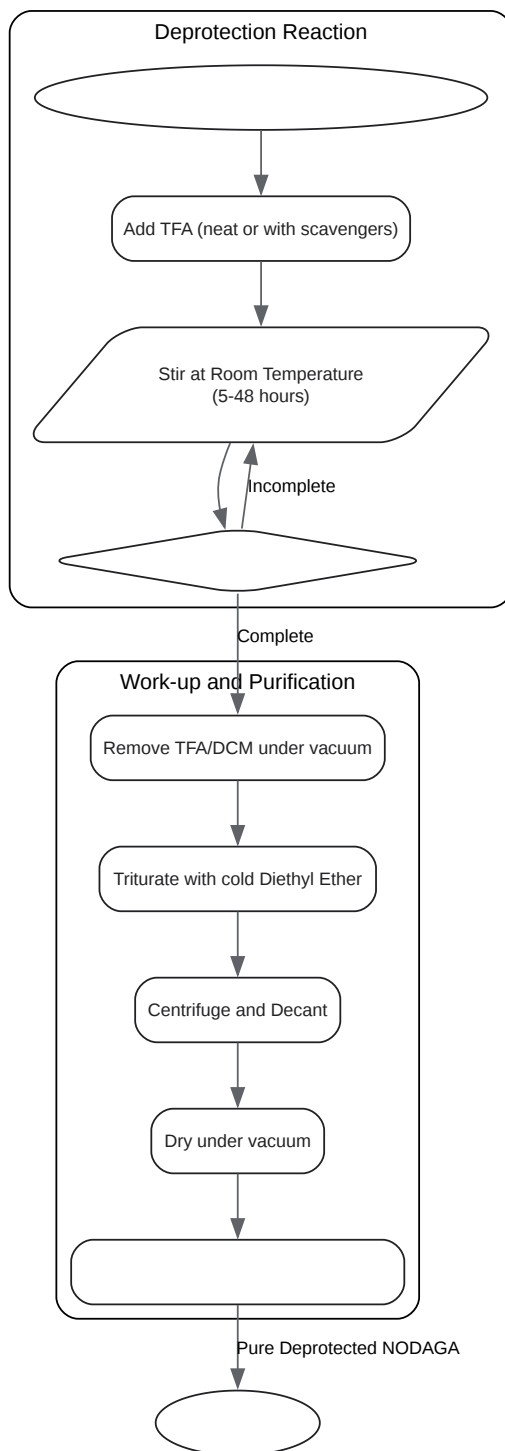 Deprotection Reaction
Add TFA (neat or with scavengers)
Stir at Room Temperature
(5-48 hours)
Incomplete
Complete
Work-up and Purification
Remove TFA/DCM under vacuum
Triturate with cold Diethyl Ether
Centrifuge and Decant
Dry under vacuum
Pure Deprotected NODAGA